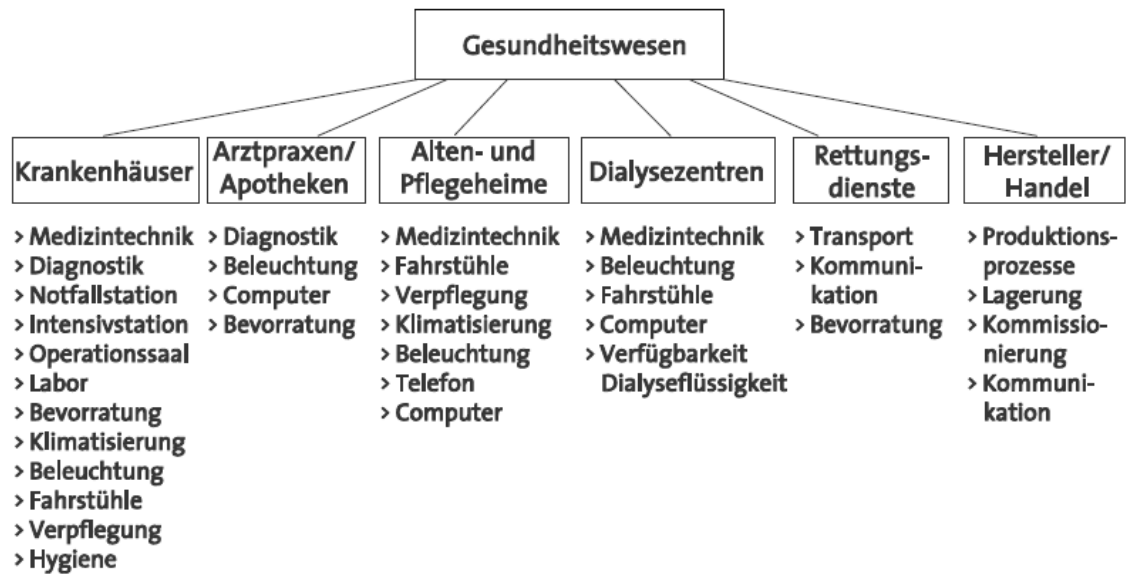 Gesundheitswesen
Krankenhäuser
> Medizintechnik
> Diagnostik
> Notfallstation
> Intensivstation
> Operationssaal
> Labor
> Bevorratung
> Klimatisierung
> Beleuchtung
> Fahrstühle
> Verpflegung
> Hygiene
Arztpraxen/
Apotheken
> Diagnostik
> Beleuchtung
> Computer
> Bevorratung
Alten- und
Pflegeheime
> Medizintechnik
> Fahrstühle
> Verpflegung
> Klimatisierung
> Beleuchtung
> Telefon
> Computer
Dialysezentren
> Medizintechnik
> Beleuchtung
> Fahrstühle
> Computer
> Verfügbarkeit
Dialyseflüssigkeit
Rettungs-
dienste
> Transport
> Kommuni-
kation
> Bevorratung
Hersteller/
Handel
> Produktions-
prozesse
> Lagerung
> Kommissio-
nierung
> Kommuni-
kation